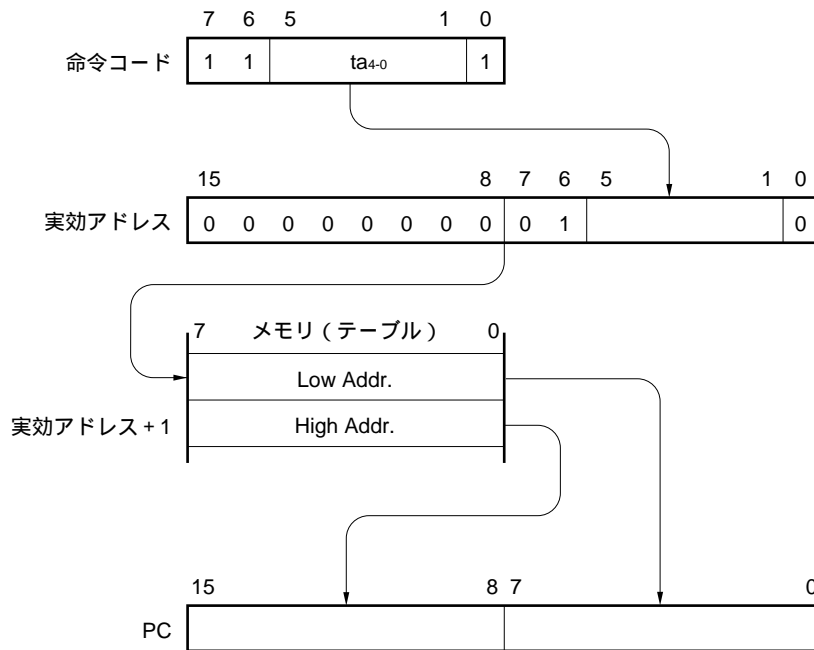 7 6 5 1 0
命令コード 1 1 ta4-0 1
15 8 7 6 5 1 0
実効アドレス 0 0 0 0 0 0 0 0 0 1 0
7 メモリ（テーブル） 0
Low Addr.
実効アドレス＋1 High Addr.
15 8 7 0
PC